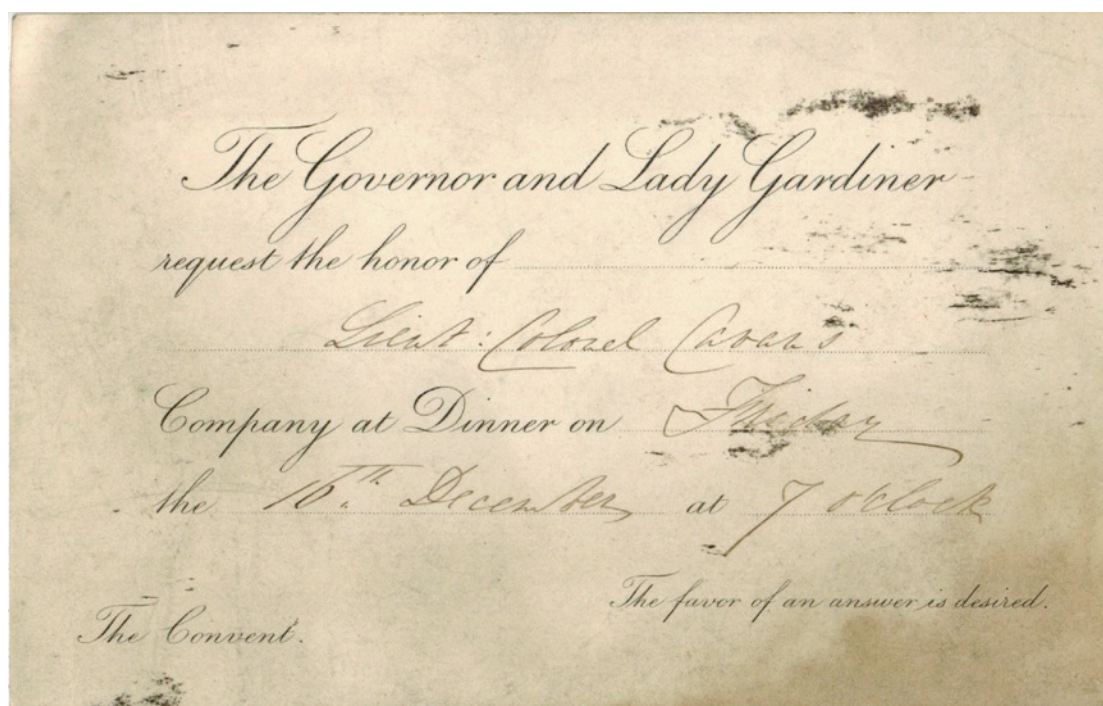 The Governor and Lady Gardiner
request the honor of
Lieut: Colonel Cavan's
Company at Dinner on Friday
the 16th December at 7 o'clock
The favor of an answer is desired.
The Convent.